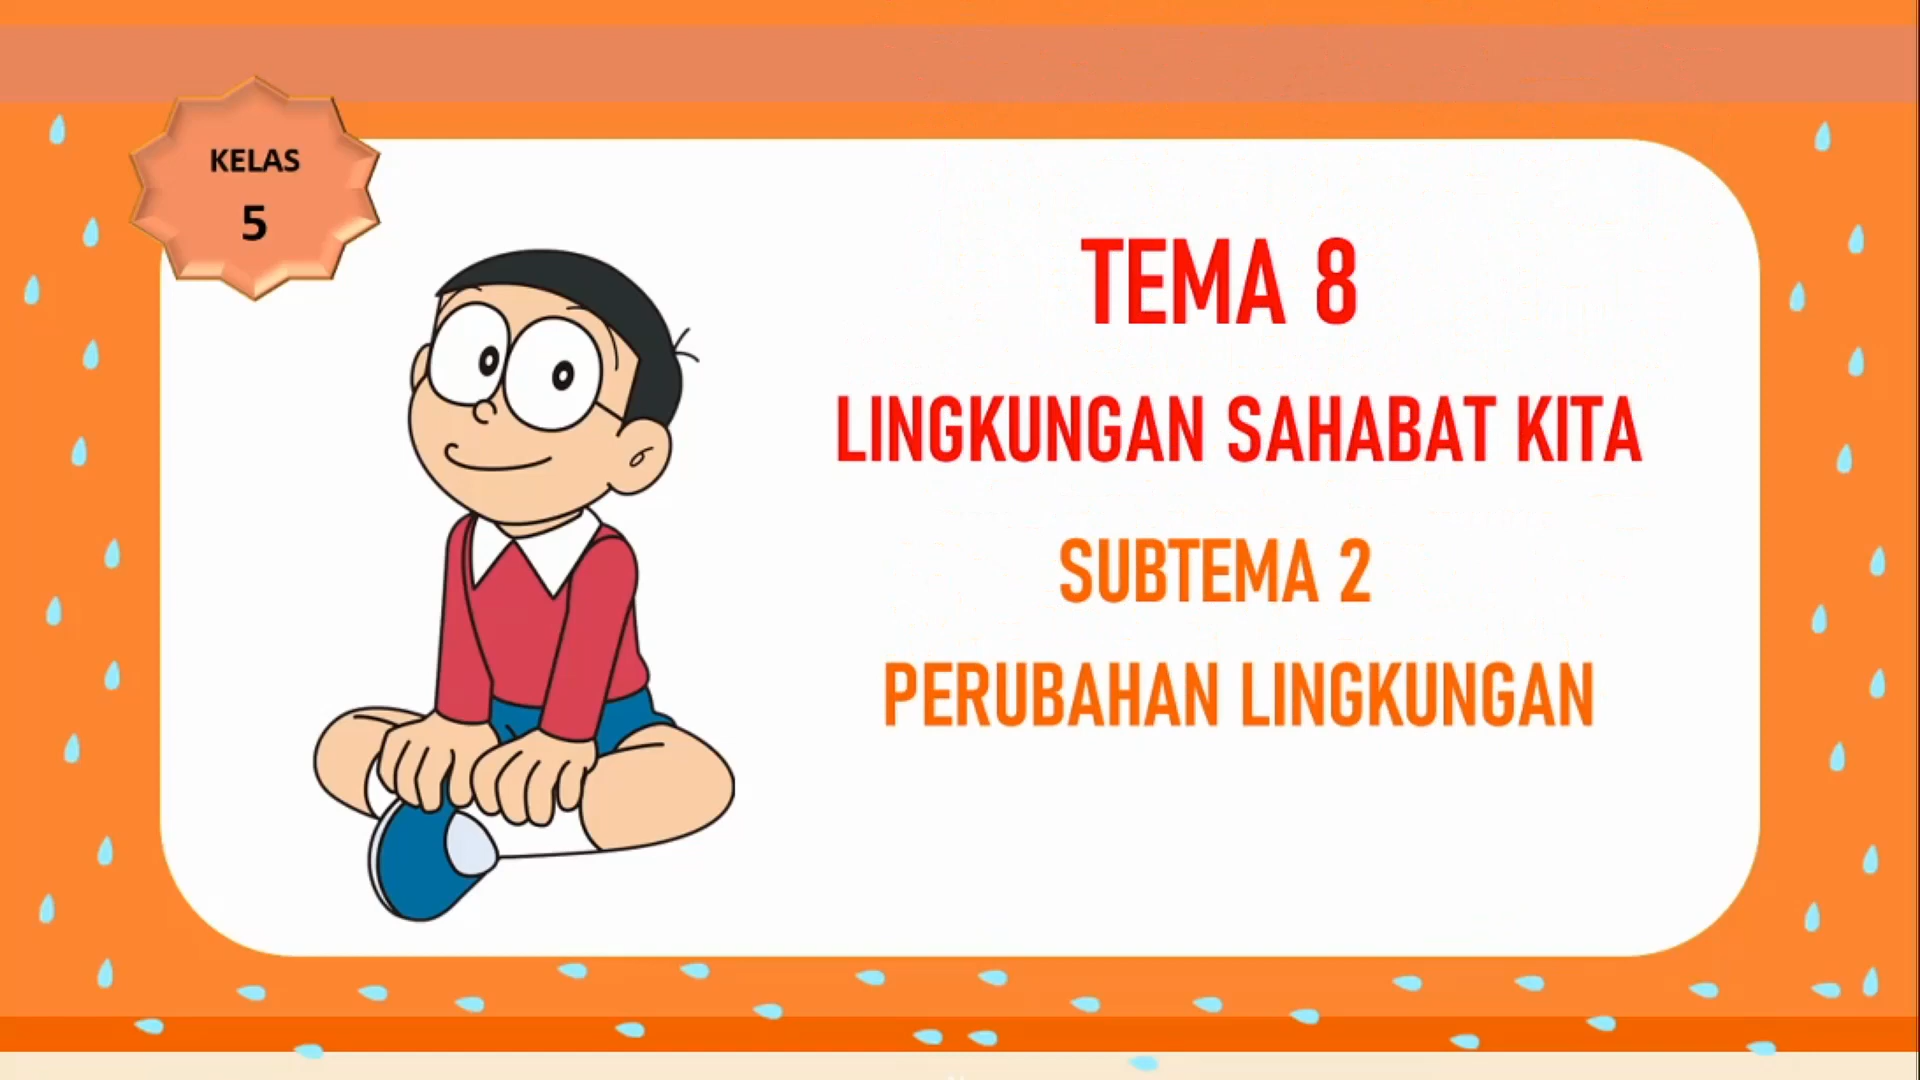 KELAS
5
TEMA 8
LINGKUNGAN SAHABAT KITA
SUBTEMA 2
PERUBAHAN LINGKUNGAN